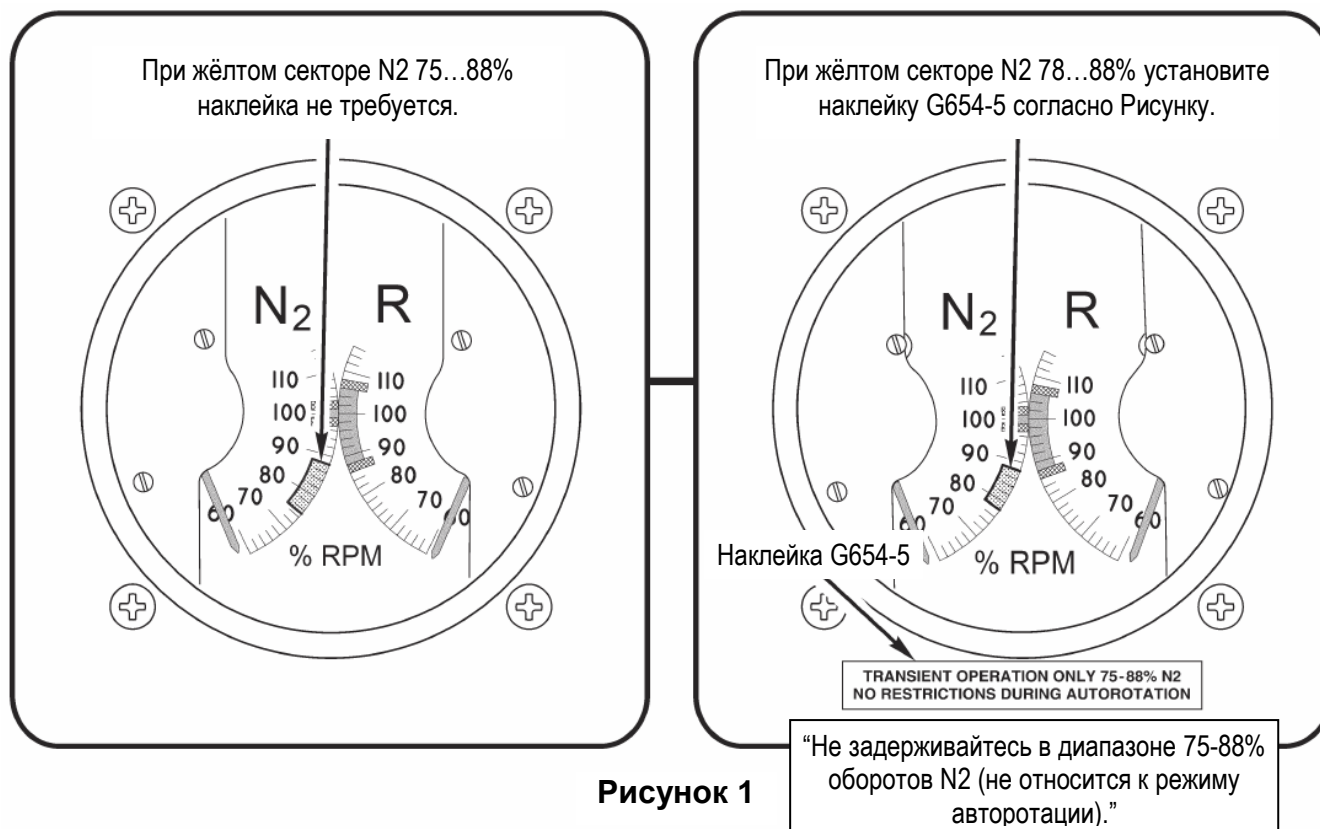 При жёлтом секторе N2 75…88%
наклейка не требуется.
N2 R
110 110
100 100
90 90
80 80
70 70
60 60
% RPM
При жёлтом секторе N2 78…88% установите
наклейку G654-5 согласно Рисунку.
N2 R
110 110
100 100
90 90
80 80
70 70
60 60
% RPM
Наклейка G654-5
TRANSIENT OPERATION ONLY 75-88% N2
NO RESTRICTIONS DURING AUTOROTATION
“Не задерживайтесь в диапазоне 75-88%
оборотов N2 (не относится к режиму
авторотации).”
Рисунок 1